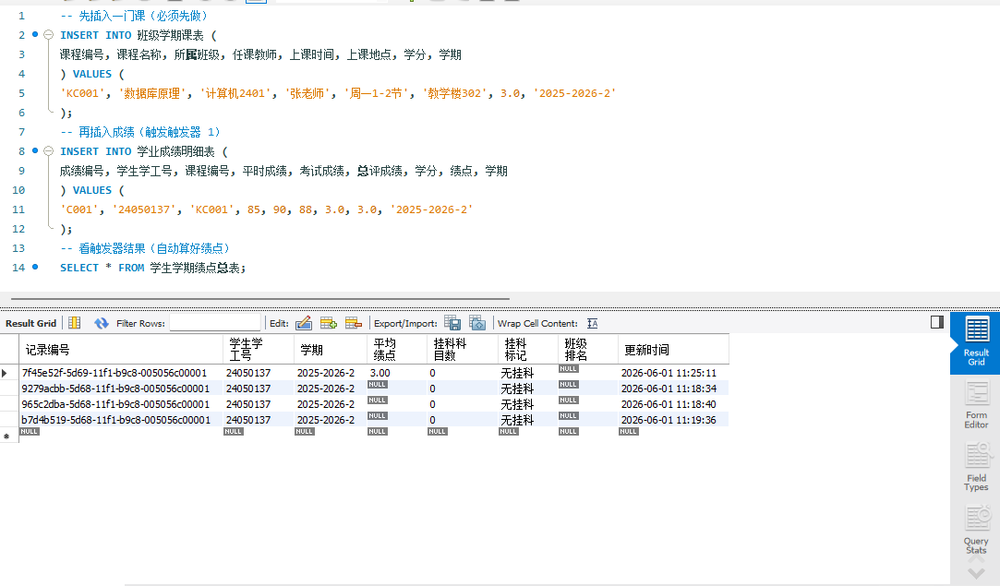 1 -- 先插入一门课（必须先做）
2 INSERT INTO 班级学期课表 (
3 课程编号, 课程名称, 所属班级, 任课教师, 上课时间, 上课地点, 学分, 学期
4 ) VALUES (
5 'KC001', '数据库原理', '计算机2401', '张老师', '周一1-2节', '教学楼302', 3.0, '2025-2026-2'
6 );
7 -- 再插入成绩（触发触发器 1）
8 INSERT INTO 学业成绩明细表 (
9 成绩编号, 学生学工号, 课程编号, 平时成绩, 考试成绩, 总评成绩, 学分, 绩点, 学期
10 ) VALUES (
11 'C001', '24050137', 'KC001', 85, 90, 88, 3.0, 3.0, '2025-2026-2'
12 );
13 -- 看触发器结果（自动算好绩点）
14 SELECT * FROM 学生学期绩点总表;
Result Grid Filter Rows: Edit: Export/Import: Wrap Cell Content: IA
记录编号 学生学工号 学期 平均绩点 挂科科目数 挂科标记 班级排名 更新时间
7f45e52f-5d69-11f1-b9c8-005056c00001 24050137 2025-2026-2 3.00 0 无挂科 NULL 2026-06-01 11:25:11
9279acbb-5d68-11f1-b9c8-005056c00001 24050137 2025-2026-2 NULL 0 无挂科 NULL 2026-06-01 11:18:34
965c2dba-5d68-11f1-b9c8-005056c00001 24050137 2025-2026-2 NULL 0 无挂科 NULL 2026-06-01 11:18:40
b7d4b519-5d68-11f1-b9c8-005056c00001 24050137 2025-2026-2 NULL 0 无挂科 NULL 2026-06-01 11:19:36
NULL NULL NULL NULL NULL NULL NULL NULL
Result
Grid
Form
Editor
Field
Types
Query
Stats